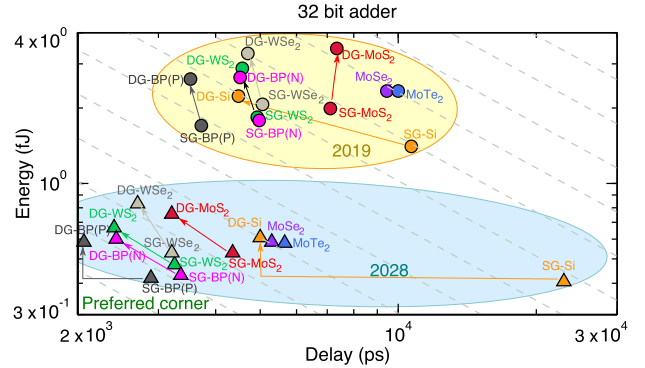 32 bit adder
4 x 10⁰
DG-WSe₂
DG-WS₂
DG-MoS₂
DG-BP(P)
DG-BP(N)
MoSe₂
DG-Si
SG-WSe₂
MoTe₂
SG-WS₂
SG-MoS₂
SG-BP(P)
SG-BP(N)
SG-Si
2019
Energy (fJ)
10⁰
DG-WSe₂
DG-WS₂
DG-MoS₂
DG-Si
MoSe₂
DG-BP(P)
SG-WSe₂
MoTe₂
DG-BP(N)
SG-WS₂
SG-MoS₂
SG-Si
2028
SG-BP(N)
SG-BP(P)
Preferred corner
3 x 10⁻¹
2 x 10³
10⁴
3 x 10⁴
Delay (ps)